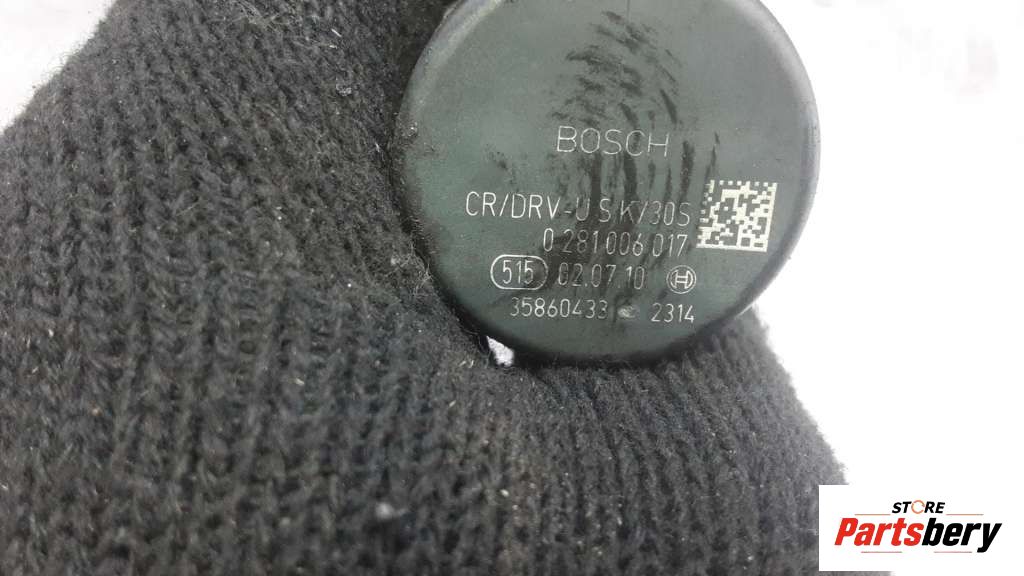 BOSCH
CR/DRV-U S K/30S
0 281 006 017
515 02.07.10
35860433 2314
STORE
Partsbery